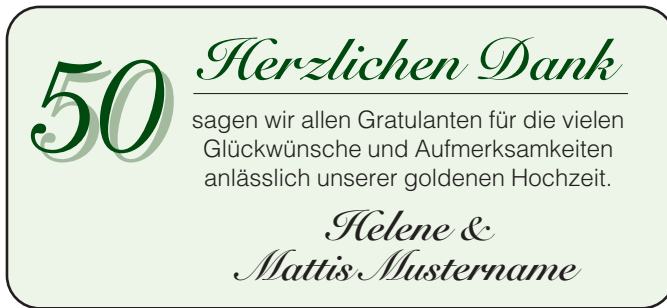 50
Herzlichen Dank
sagen wir allen Gratulanten für die vielen
Glückwünsche und Aufmerksamkeiten
anlässlich unserer goldenen Hochzeit.
Helene &
Mattis Mustername